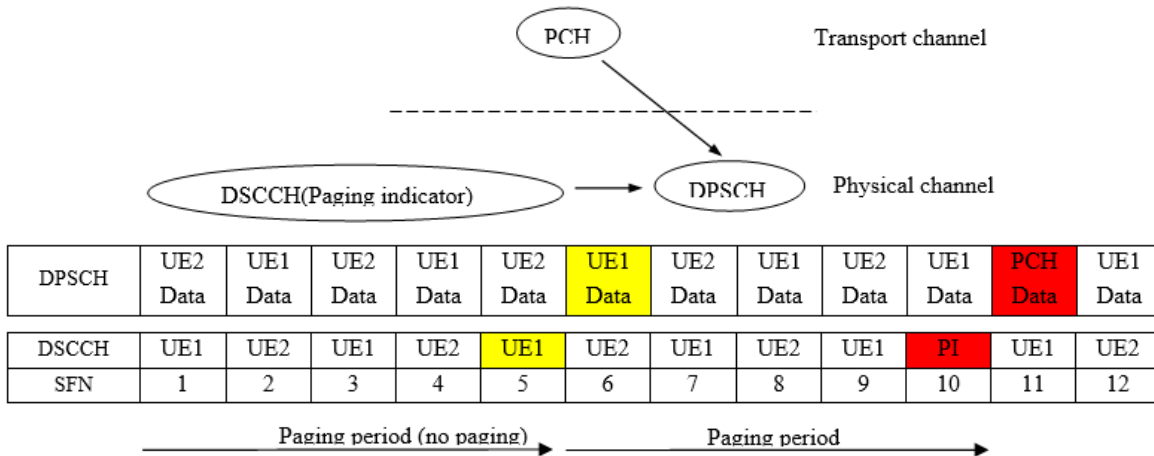 PCH
Transport channel
DSCCH(Paging indicator)
DPSCH
Physical channel
DPSCH UE2 Data UE1 Data UE2 Data UE1 Data UE2 Data UE1 Data UE2 Data UE1 Data UE2 Data UE1 Data PCH Data UE1 Data
DSCCH UE1 UE2 UE1 UE2 UE1 UE2 UE1 UE2 UE1 PI UE1 UE2
SFN 1 2 3 4 5 6 7 8 9 10 11 12
Paging period (no paging)
Paging period